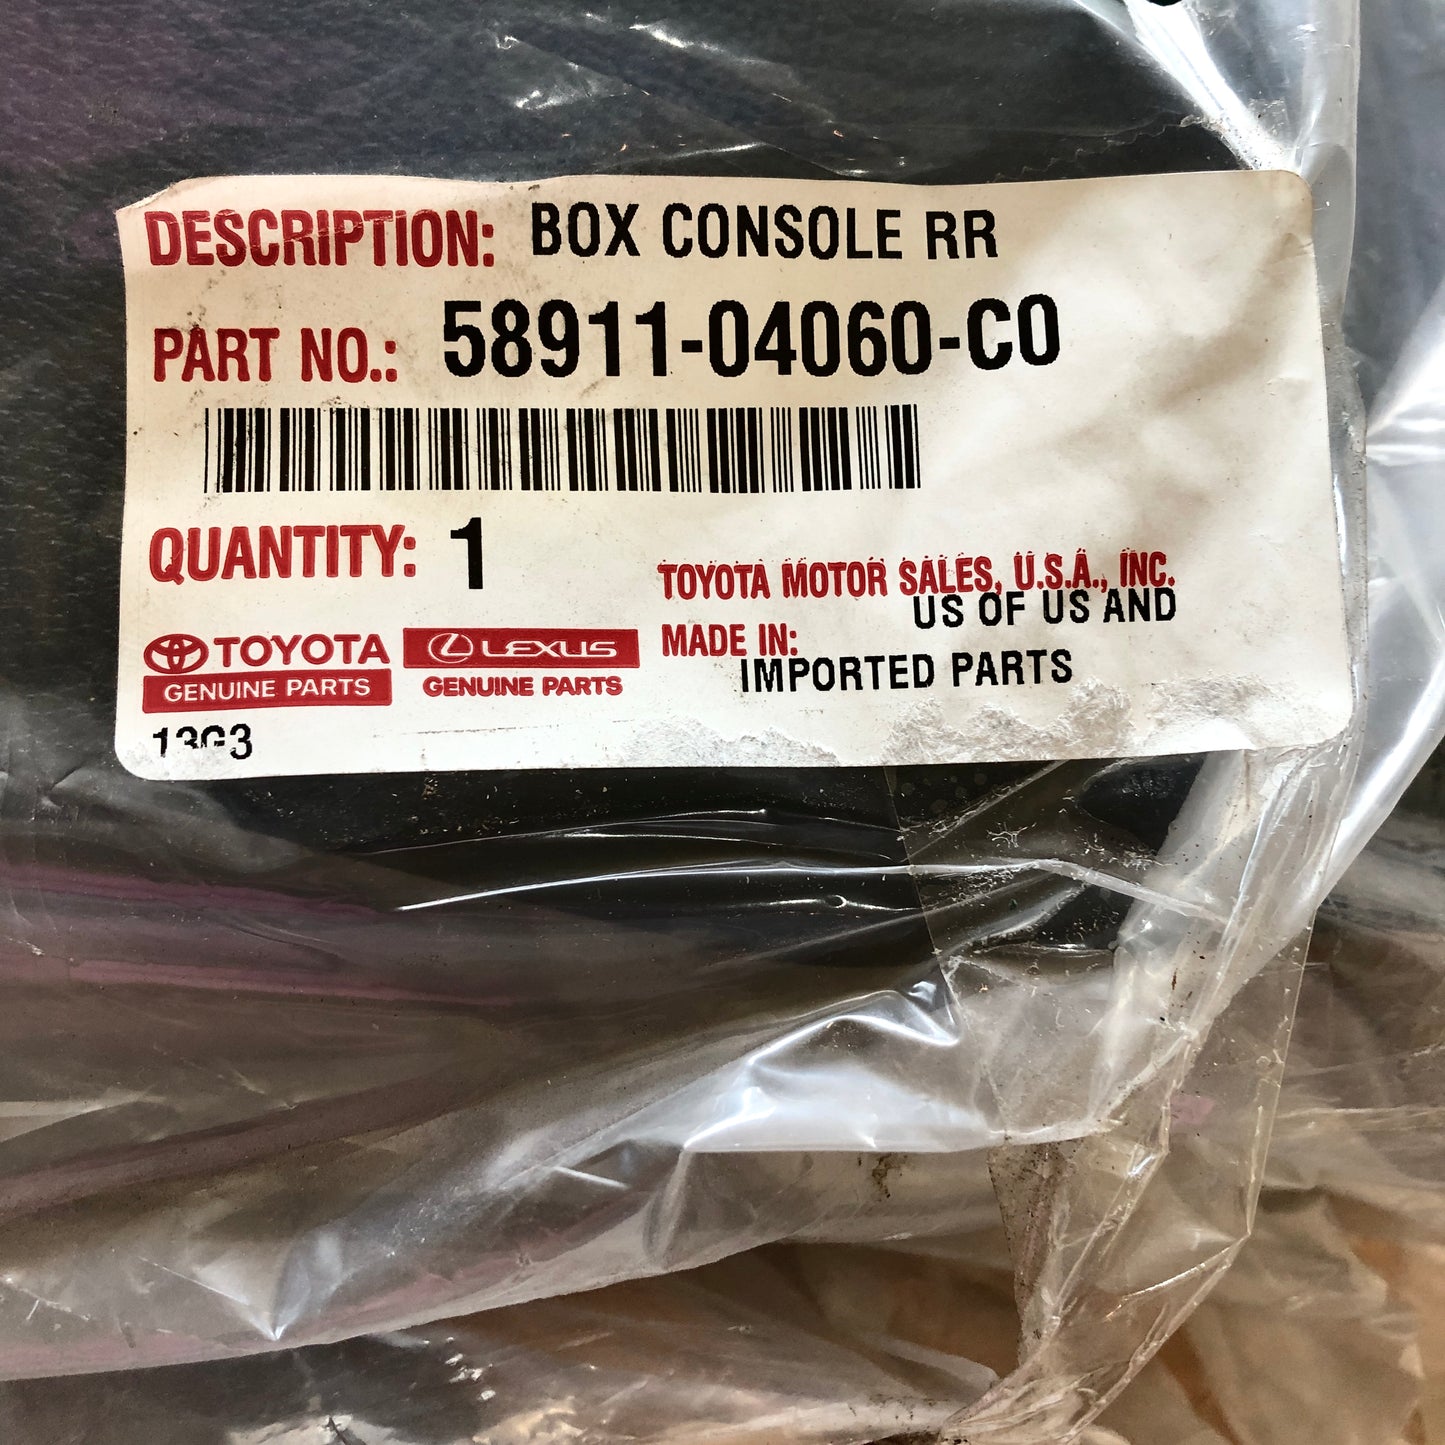 DESCRIPTION: BOX CONSOLE RR
PART NO.: 58911-04060-C0
QUANTITY: 1
TOYOTA MOTOR SALES, U.S.A., INC.
MADE IN: US OF US AND
IMPORTED PARTS
TOYOTA
GENUINE PARTS
LEXUS
GENUINE PARTS
13G3